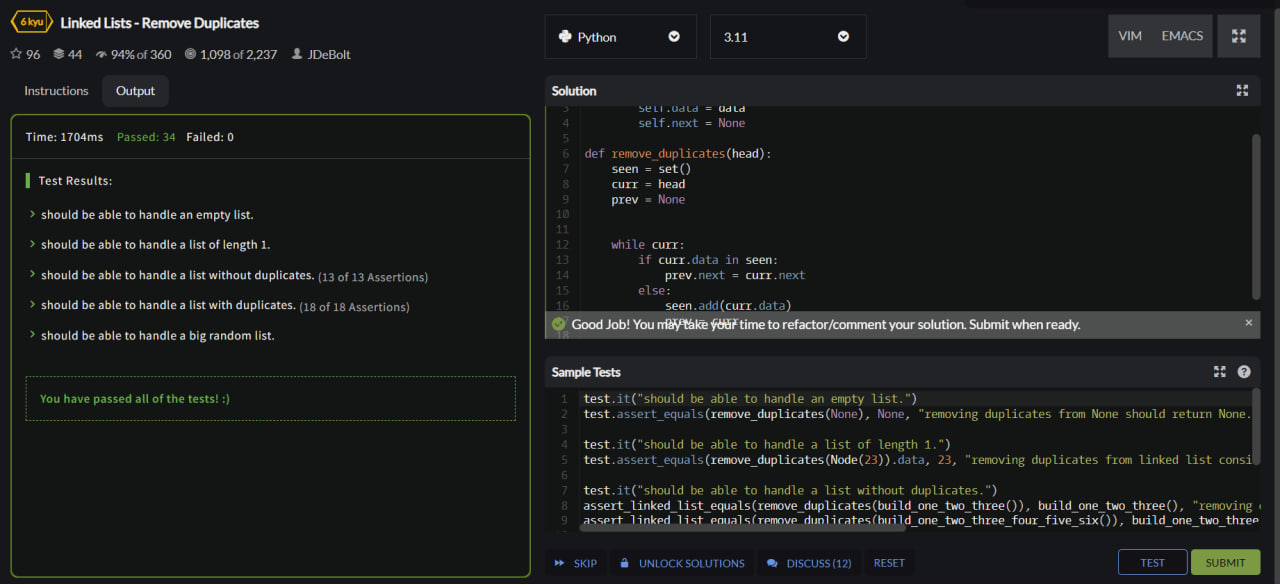 6 kyu Linked Lists - Remove Duplicates
96 44 94% of 360 1,098 of 2,237 JDeBolt
Instructions Output
Time: 1704ms Passed: 34 Failed: 0
Test Results:
should be able to handle an empty list.
should be able to handle a list of length 1.
should be able to handle a list without duplicates. (13 of 13 Assertions)
should be able to handle a list with duplicates. (18 of 18 Assertions)
should be able to handle a big random list.
You have passed all of the tests! :)
Python 3.11 VIM EMACS
Solution
3 self.data = data
4 self.next = None
5
6 def remove_duplicates(head):
7 seen = set()
8 curr = head
9 prev = None
10
11
12 while curr:
13 if curr.data in seen:
14 prev.next = curr.next
15 else:
16 seen.add(curr.data)
17 prev = curr
18
Good Job! You may take your time to refactor/comment your solution. Submit when ready.
Sample Tests
1 test.it("should be able to handle an empty list.")
2 test.assert_equals(remove_duplicates(None), None, "removing duplicates from None should return None.
3
4 test.it("should be able to handle a list of length 1.")
5 test.assert_equals(remove_duplicates(Node(23)).data, 23, "removing duplicates from linked list consi
6
7 test.it("should be able to handle a list without duplicates.")
8 assert_linked_list_equals(remove_duplicates(build_one_two_three()), build_one_two_three(), "removing
9 assert_linked_list_equals(remove_duplicates(build_one_two_three_four_five_six()), build_one_two_three
SKIP UNLOCK SOLUTIONS DISCUSS (12) RESET TEST SUBMIT